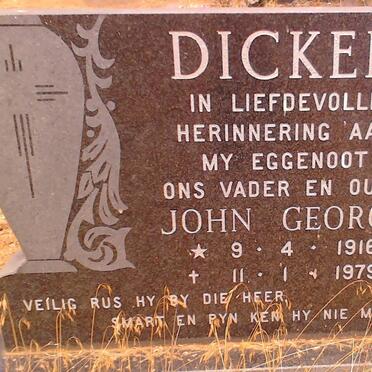 DICKE
IN LIEFDEVOLLE
HERINNERING AA
MY EGGENOOT
ONS VADER EN OU
JOHN GEORG
★ 9 · 4 · 1916
✝ 11 · 1 · 1979
VEILIG RUS HY BY DIE HEER,
SMART EN PYN KEN HY NIE M